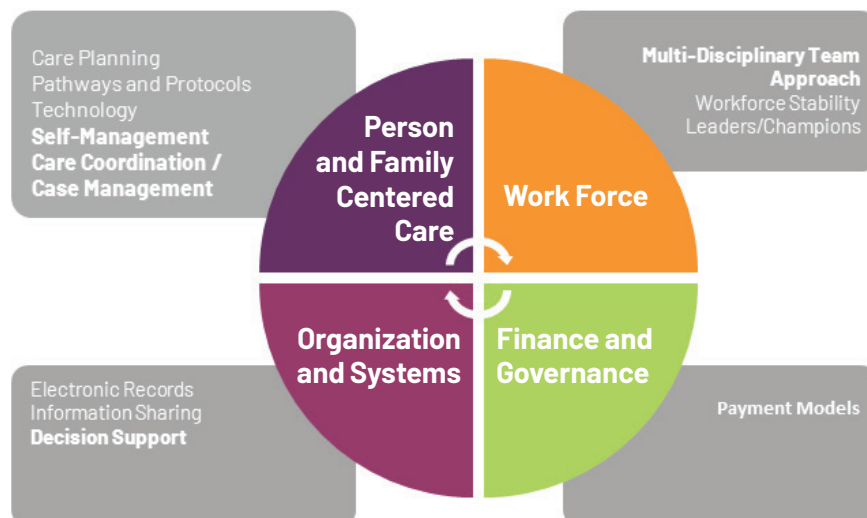 Care Planning
Pathways and Protocols
Technology
Self-Management
Care Coordination /
Case Management
Person
and Family
Centered
Care
Work Force
Multi-Disciplinary Team
Approach
Workforce Stability
Leaders/Champions
Organization
and Systems
Electronic Records
Information Sharing
Decision Support
Finance and
Governance
Payment Models